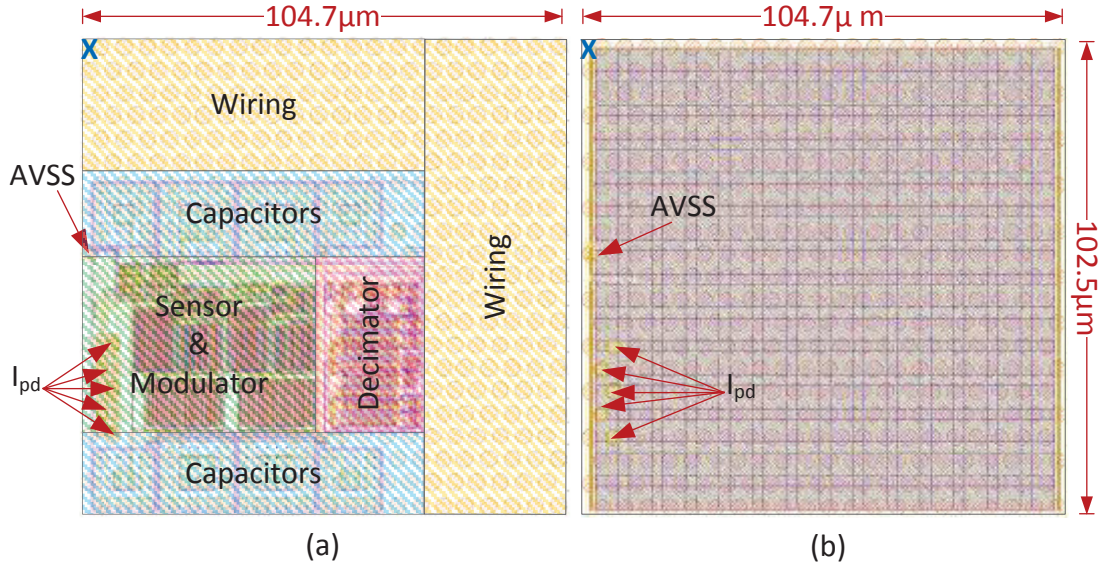 104.7µm
104.7µ m
X
X
Wiring
AVSS
Capacitors
AVSS
Wiring
102.5µm
Sensor
&
Modulator
Decimator
Ipd
Ipd
Capacitors
(a)
(b)